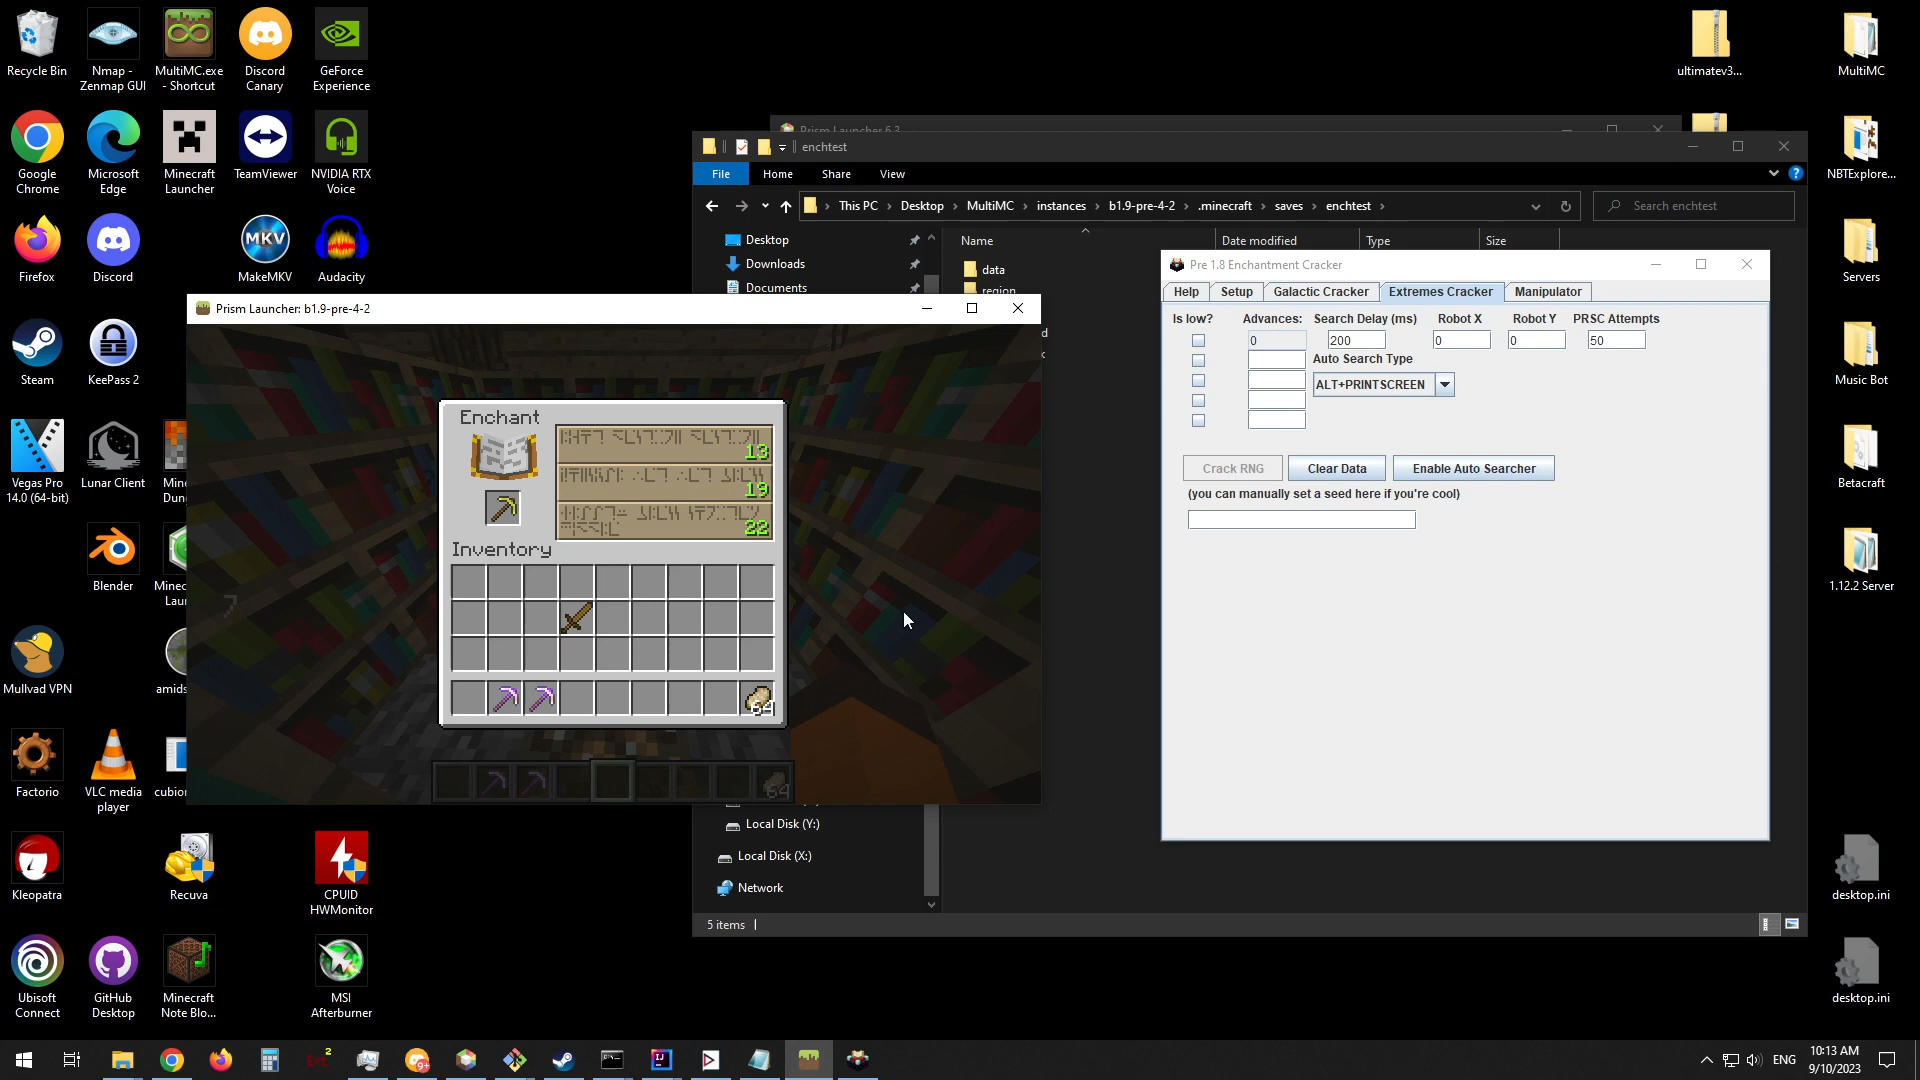 Recycle Bin
Nmap - Zenmap GUI
MultiMC.exe - Shortcut
Discord Canary
GeForce Experience
ultimatev3...
MultiMC
Google Chrome
Microsoft Edge
Minecraft Launcher
TeamViewer
NVIDIA RTX Voice
NBTExplore...
Firefox
Discord
MakeMKV
Audacity
Servers
Steam
KeePass 2
Music Bot
Vegas Pro 14.0 (64-bit)
Lunar Client
Betacraft
Blender
1.12.2 Server
Mullvad VPN
amids
Factorio
VLC media player
cubio
Kleopatra
Recuva
CPUID HWMonitor
desktop.ini
Ubisoft Connect
GitHub Desktop
Minecraft Note Blo...
MSI Afterburner
desktop.ini
Prism Launcher 6.3
enchtest
File Home Share View
This PC › Desktop › MultiMC › instances › b1.9-pre-4-2 › .minecraft › saves › enchtest ›
Search enchtest
Desktop
Downloads
Documents
Name Date modified Type Size
data
region
Local Disk (Y:)
Local Disk (X:)
Network
5 items
Prism Launcher: b1.9-pre-4-2
Enchant
13
19
22
Inventory
64
64
Pre 1.8 Enchantment Cracker
Help Setup Galactic Cracker Extremes Cracker Manipulator
Is low? Advances: Search Delay (ms) Robot X Robot Y PRSC Attempts
0 200 0 0 50
Auto Search Type
ALT+PRINTSCREEN
Crack RNG Clear Data Enable Auto Searcher
(you can manually set a seed here if you're cool)
9+
ENG
10:13 AM
9/10/2023